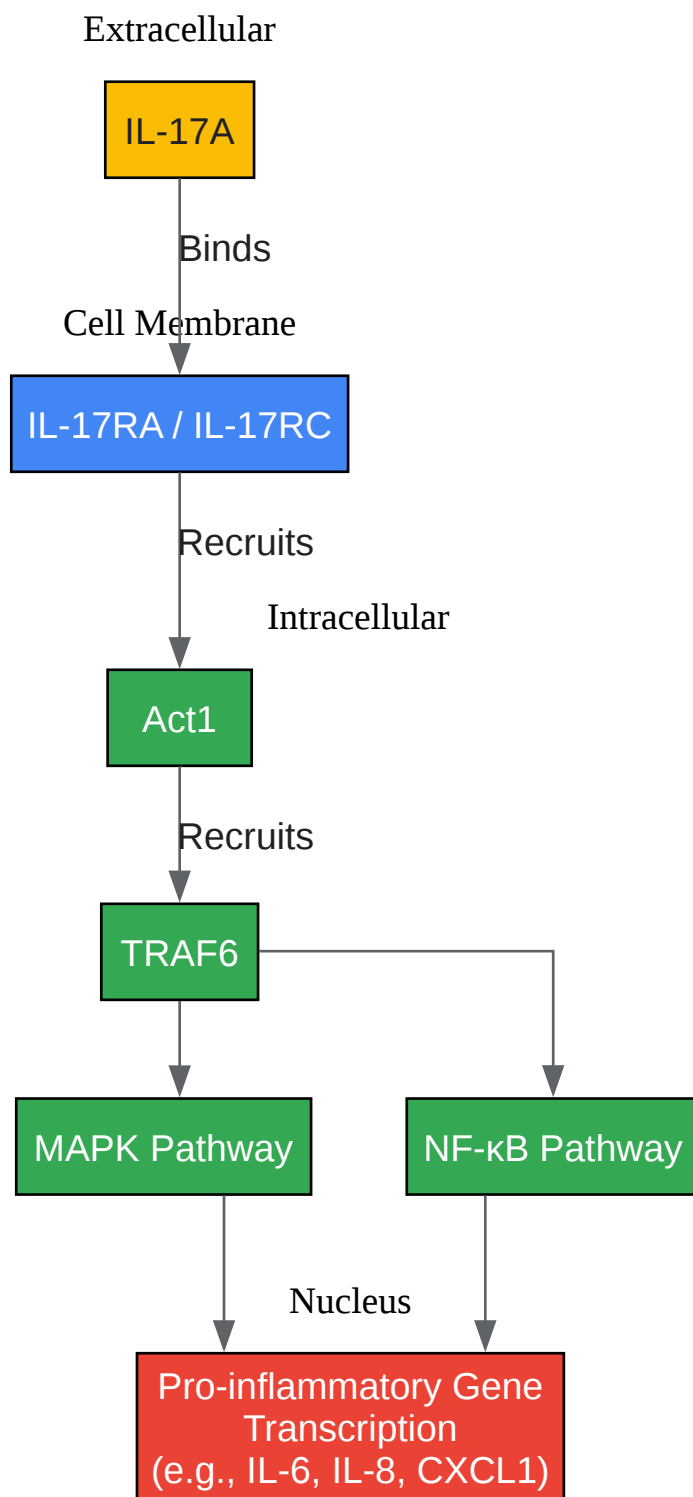 Extracellular
IL-17A
Binds
Cell Membrane
IL-17RA / IL-17RC
Recruits
Intracellular
Act1
Recruits
TRAF6
MAPK Pathway
NF-κB Pathway
Nucleus
Pro-inflammatory Gene
Transcription
(e.g., IL-6, IL-8, CXCL1)